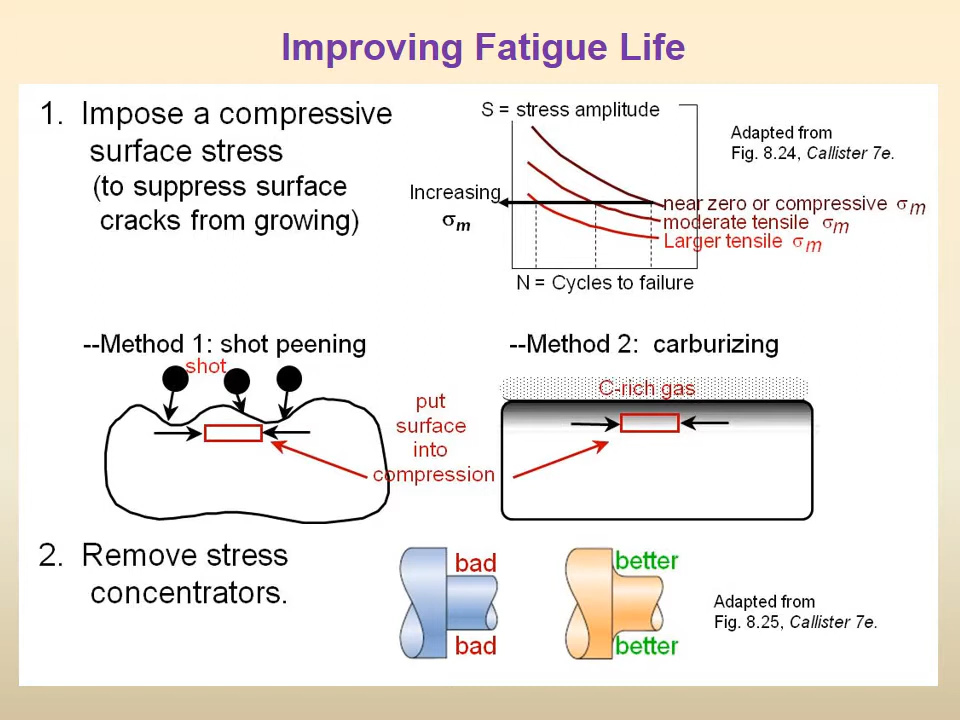 Improving Fatigue Life
1. Impose a compressive
surface stress
(to suppress surface
cracks from growing)
S = stress amplitude
Adapted from
Fig. 8.24, Callister 7e.
Increasing
σm
near zero or compressive σm
moderate tensile σm
Larger tensile σm
N = Cycles to failure
--Method 1: shot peening
shot
--Method 2: carburizing
C-rich gas
put
surface
into
compression
2. Remove stress
concentrators.
bad
bad
better
better
Adapted from
Fig. 8.25, Callister 7e.